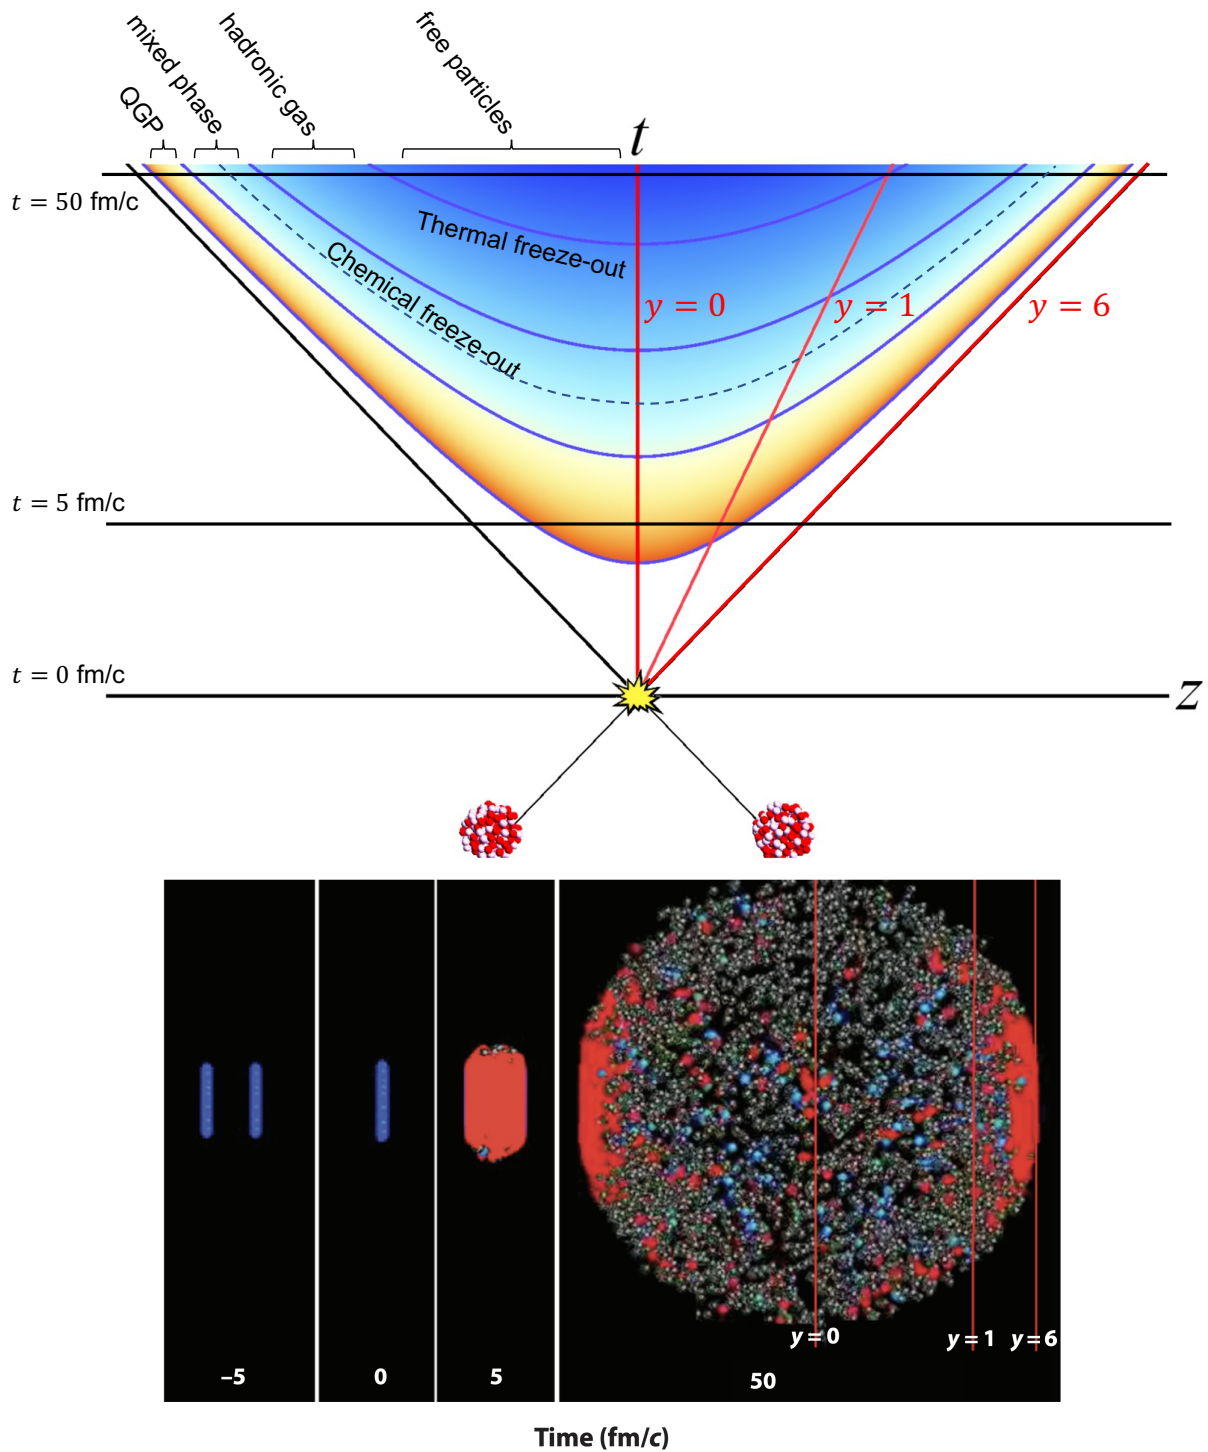 QGP
mixed phase
hadronic gas
free particles
t
t = 50 fm/c
Thermal freeze-out
Chemical freeze-out
y = 0
y = 1
y = 6
t = 5 fm/c
t = 0 fm/c
z
y = 0
y = 1
y = 6
–5
0
5
50
Time (fm/c)